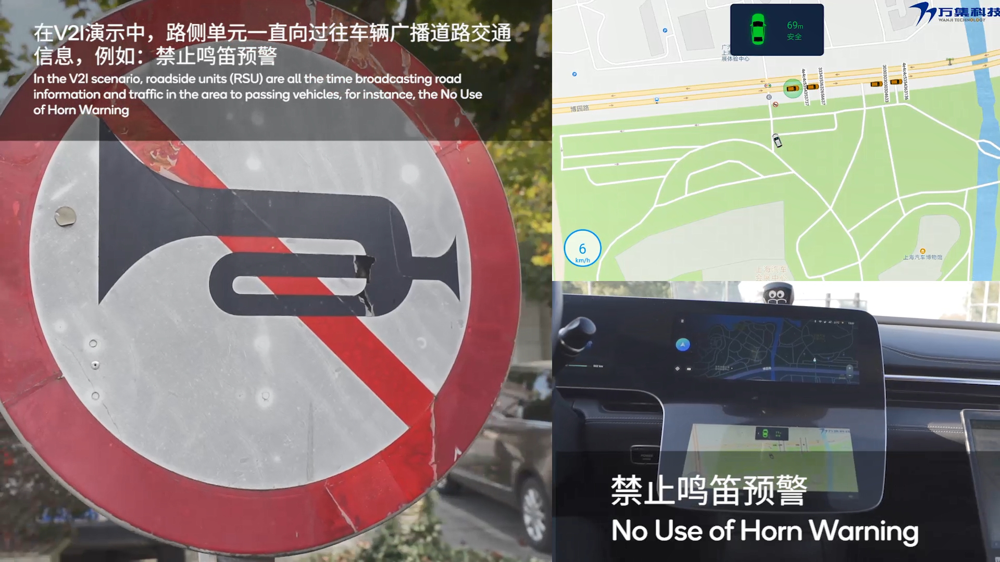 在V2I演示中，路侧单元一直向过往车辆广播道路交通
信息，例如：禁止鸣笛预警
In the V2I scenario, roadside units (RSU) are all the time broadcasting road
information and traffic in the area to passing vehicles, for instance, the No Use
of Horn Warning
万集科技
WANJI TECHNOLOGY
69m
安全
展体验中心
博园路
6
km/h
上海汽车博物馆
上海汽车
会展中心
POWER
禁止鸣笛预警
No Use of Horn Warning